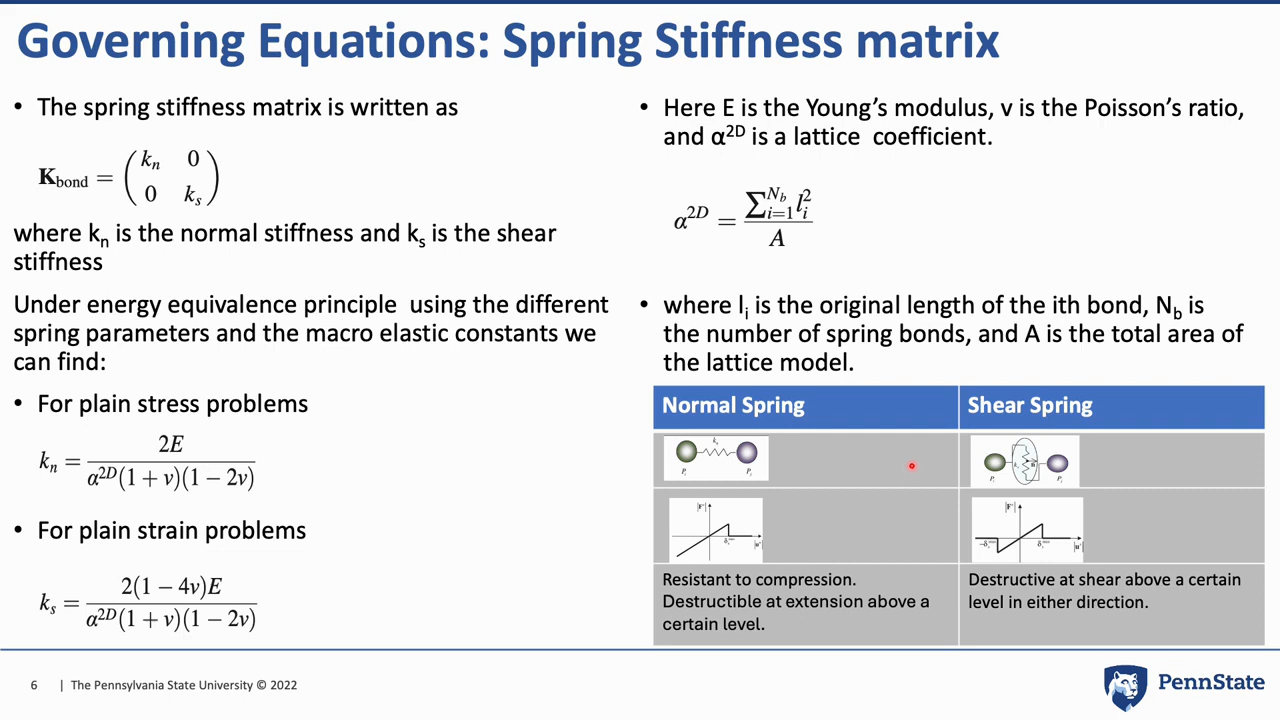 Governing Equations: Spring Stiffness matrix
• The spring stiffness matrix is written as
K_bond = ( k_n 0
0 k_s )
where k_n is the normal stiffness and k_s is the shear
stiffness
Under energy equivalence principle using the different
spring parameters and the macro elastic constants we
can find:
• For plain stress problems
k_n = 2E / α^2D(1 + v)(1 − 2v)
• For plain strain problems
k_s = 2(1 − 4v)E / α^2D(1 + v)(1 − 2v)
• Here E is the Young's modulus, v is the Poisson's ratio,
and α^2D is a lattice coefficient.
α^2D = ∑_{i=1}^{N_b} l_i^2 / A
• where l_i is the original length of the ith bond, N_b is
the number of spring bonds, and A is the total area of
the lattice model.
Normal Spring
Shear Spring
Resistant to compression.
Destructible at extension above a
certain level.
Destructive at shear above a certain
level in either direction.
6 | The Pennsylvania State University © 2022
PennState